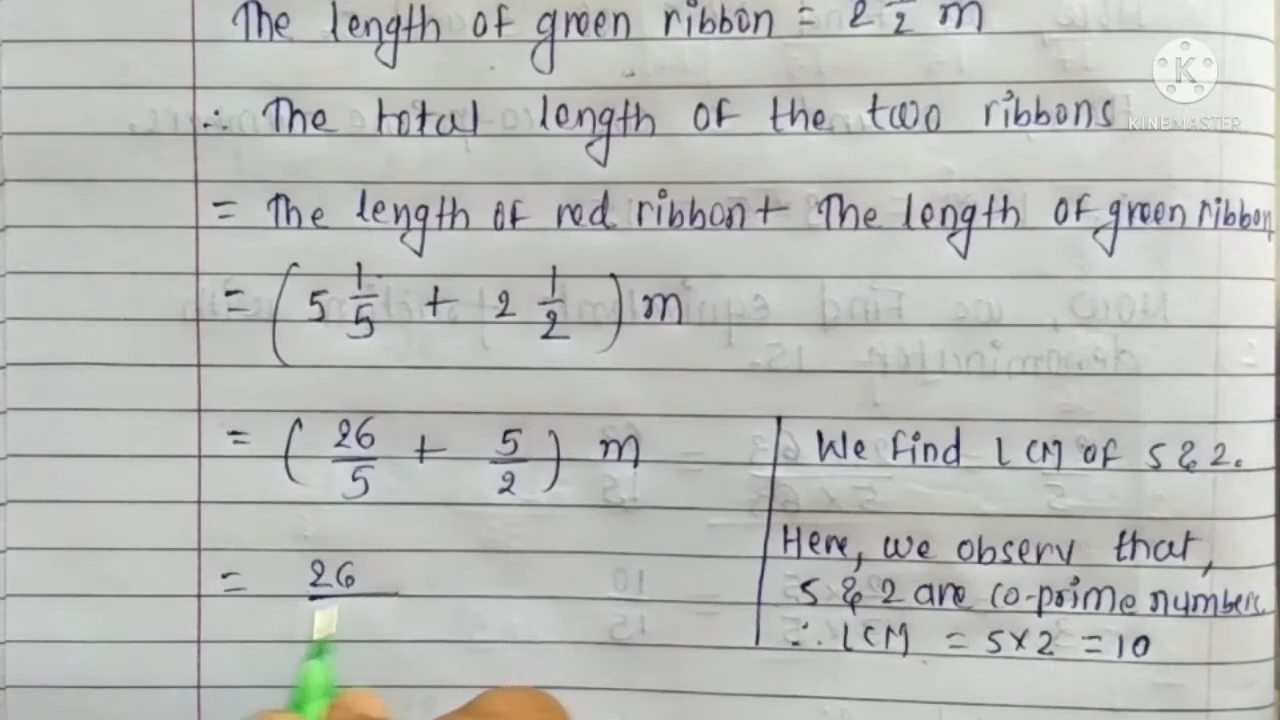 The length of green ribbon = 2 1/2 m
K
KINEMASTER
∴ The total length of the two ribbons
= The length of red ribbon + The length of green ribbon
= ( 5 1/5 + 2 1/2 ) m
= ( 26/5 + 5/2 ) m
We find LCM of 5 & 2.
Here, we observe that,
= 26
5 & 2 are co-prime numbers
∴ LCM = 5 × 2 = 10